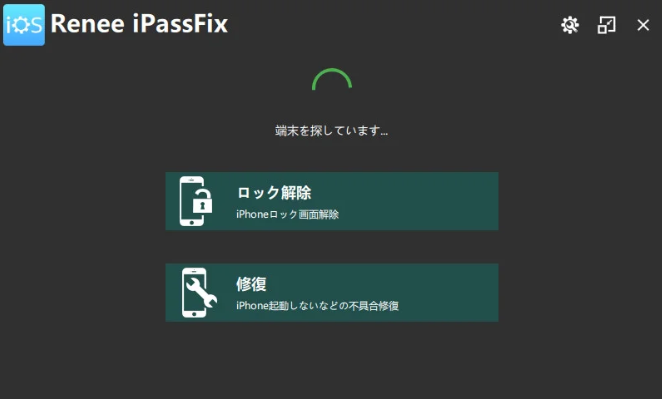 iOS
Renee iPassFix
端末を探しています...
ロック解除
iPhoneロック画面解除
修復
iPhone起動しないなどの不具合修復